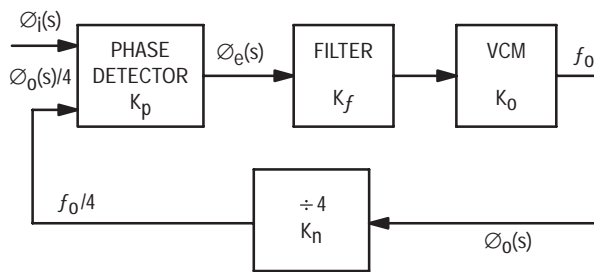 ∅i(s)
∅o(s)/4
PHASE
DETECTOR
Kp
∅e(s)
FILTER
Kf
VCM
Ko
fo
fo/4
÷ 4
Kn
∅o(s)